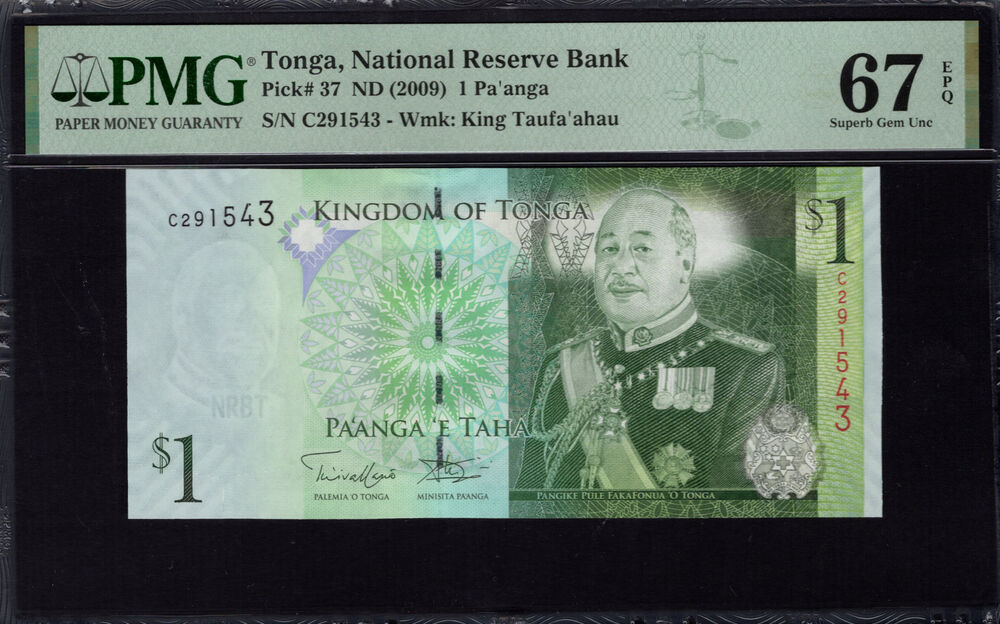 PMG®
PAPER MONEY GUARANTY
Tonga, National Reserve Bank
Pick# 37 ND (2009) 1 Pa'anga
S/N C291543 - Wmk: King Taufa'ahau
67
EPQ
Superb Gem Unc
C291543
KINGDOM OF TONGA
$1
C291543
NRBT
PA'ANGA 'E TAHA
$1
PALEMIA 'O TONGA
MINISITA PA'ANGA
PANGIKE PULE FAKAFONUA 'O TONGA